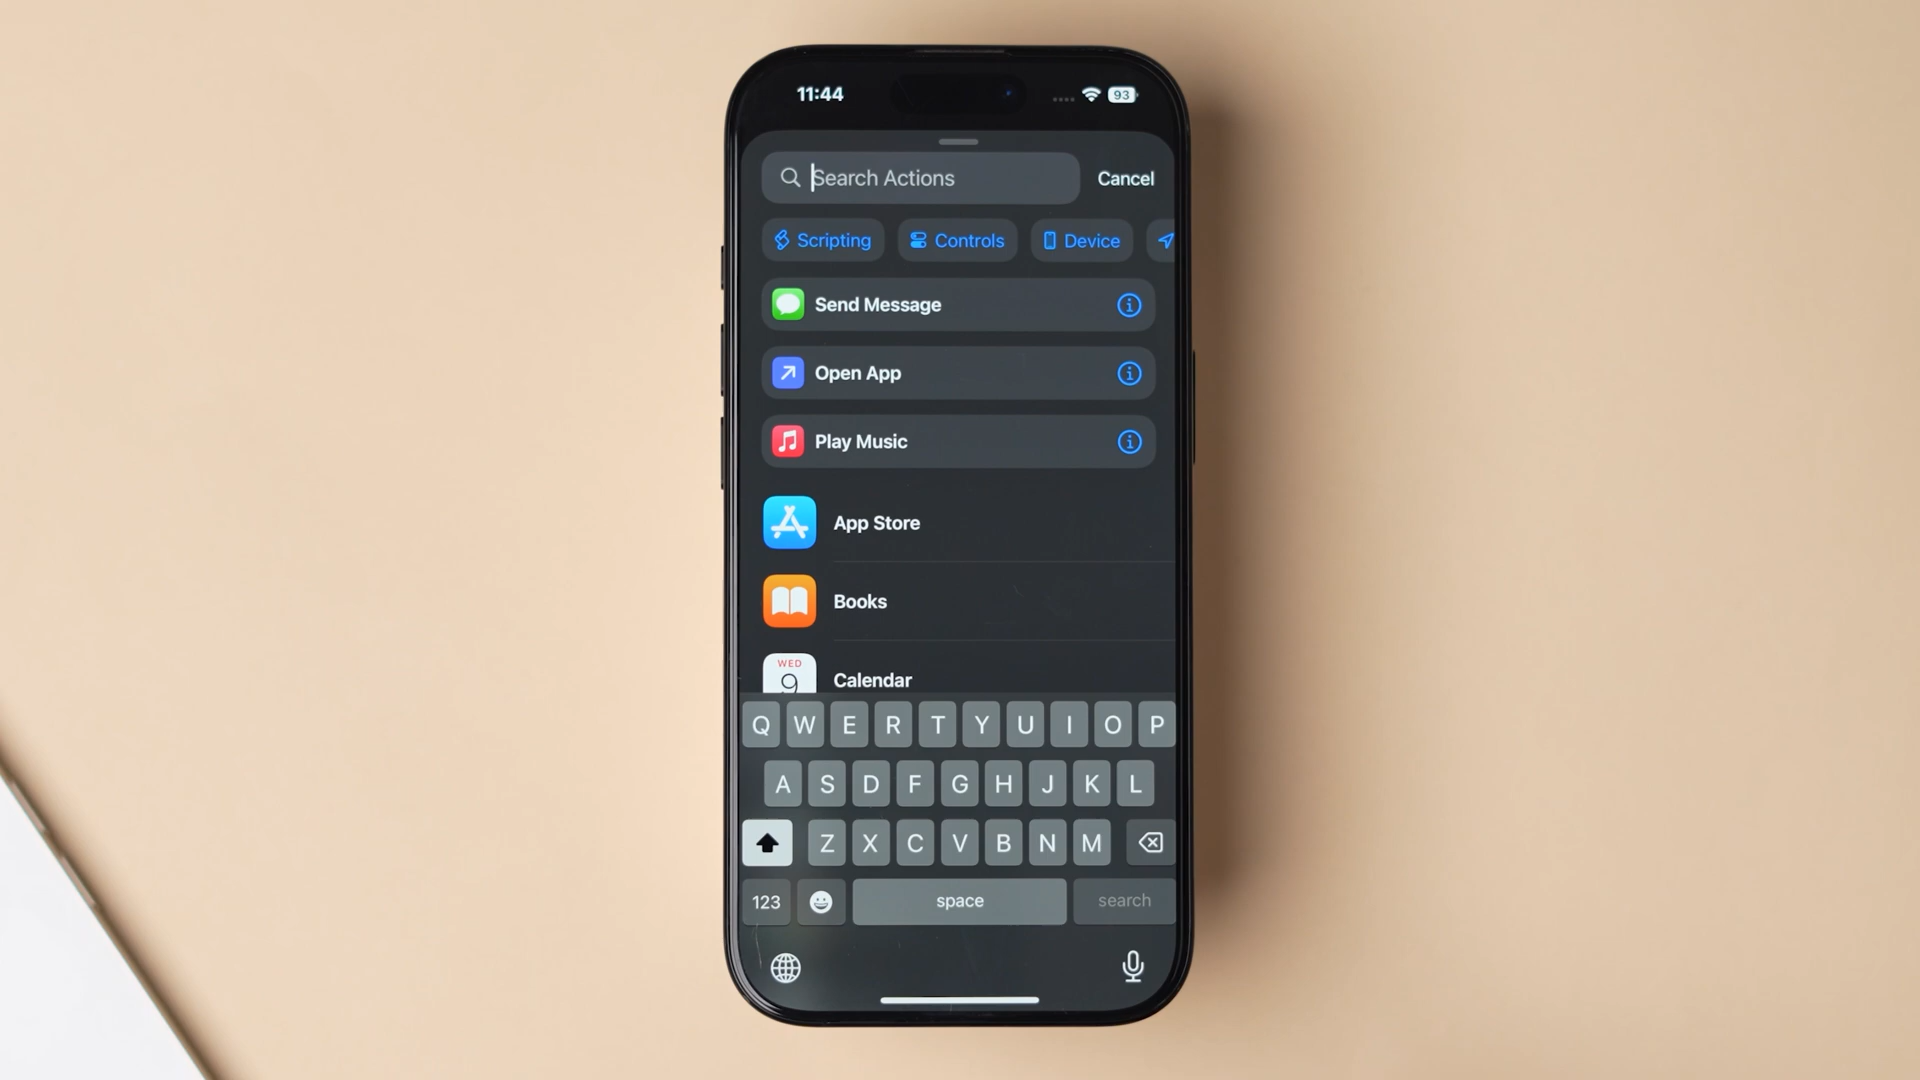 11:44
93
Search Actions
Cancel
Scripting
Controls
Device
Send Message
Open App
Play Music
App Store
Books
WED
9
Calendar
Q W E R T Y U I O P
A S D F G H J K L
Z X C V B N M
123
space
search